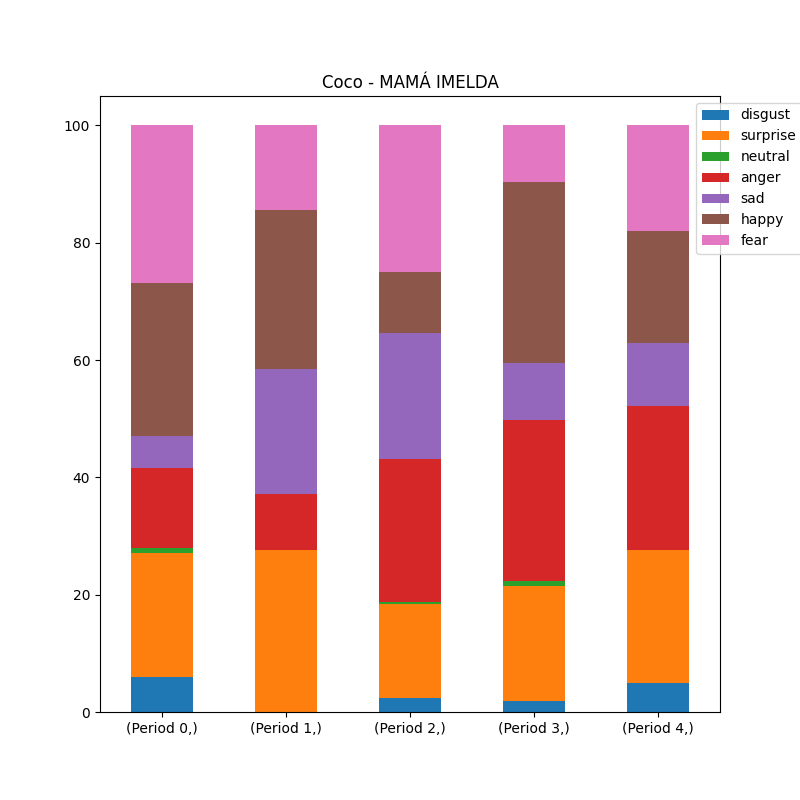 Coco - MAMÁ IMELDA
100
80
60
40
20
0
(Period 0,) (Period 1,) (Period 2,) (Period 3,) (Period 4,)
disgust
surprise
neutral
anger
sad
happy
fear